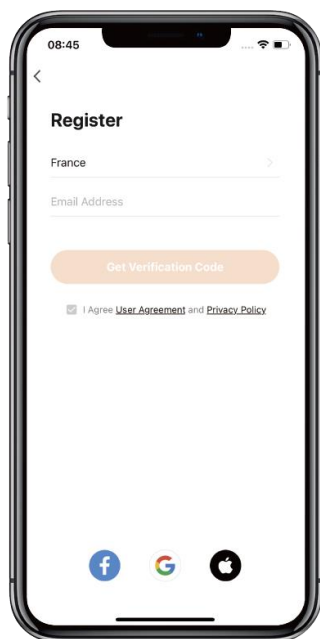 08:45
Register
France
Email Address
Get Verification Code
I Agree User Agreement and Privacy Policy